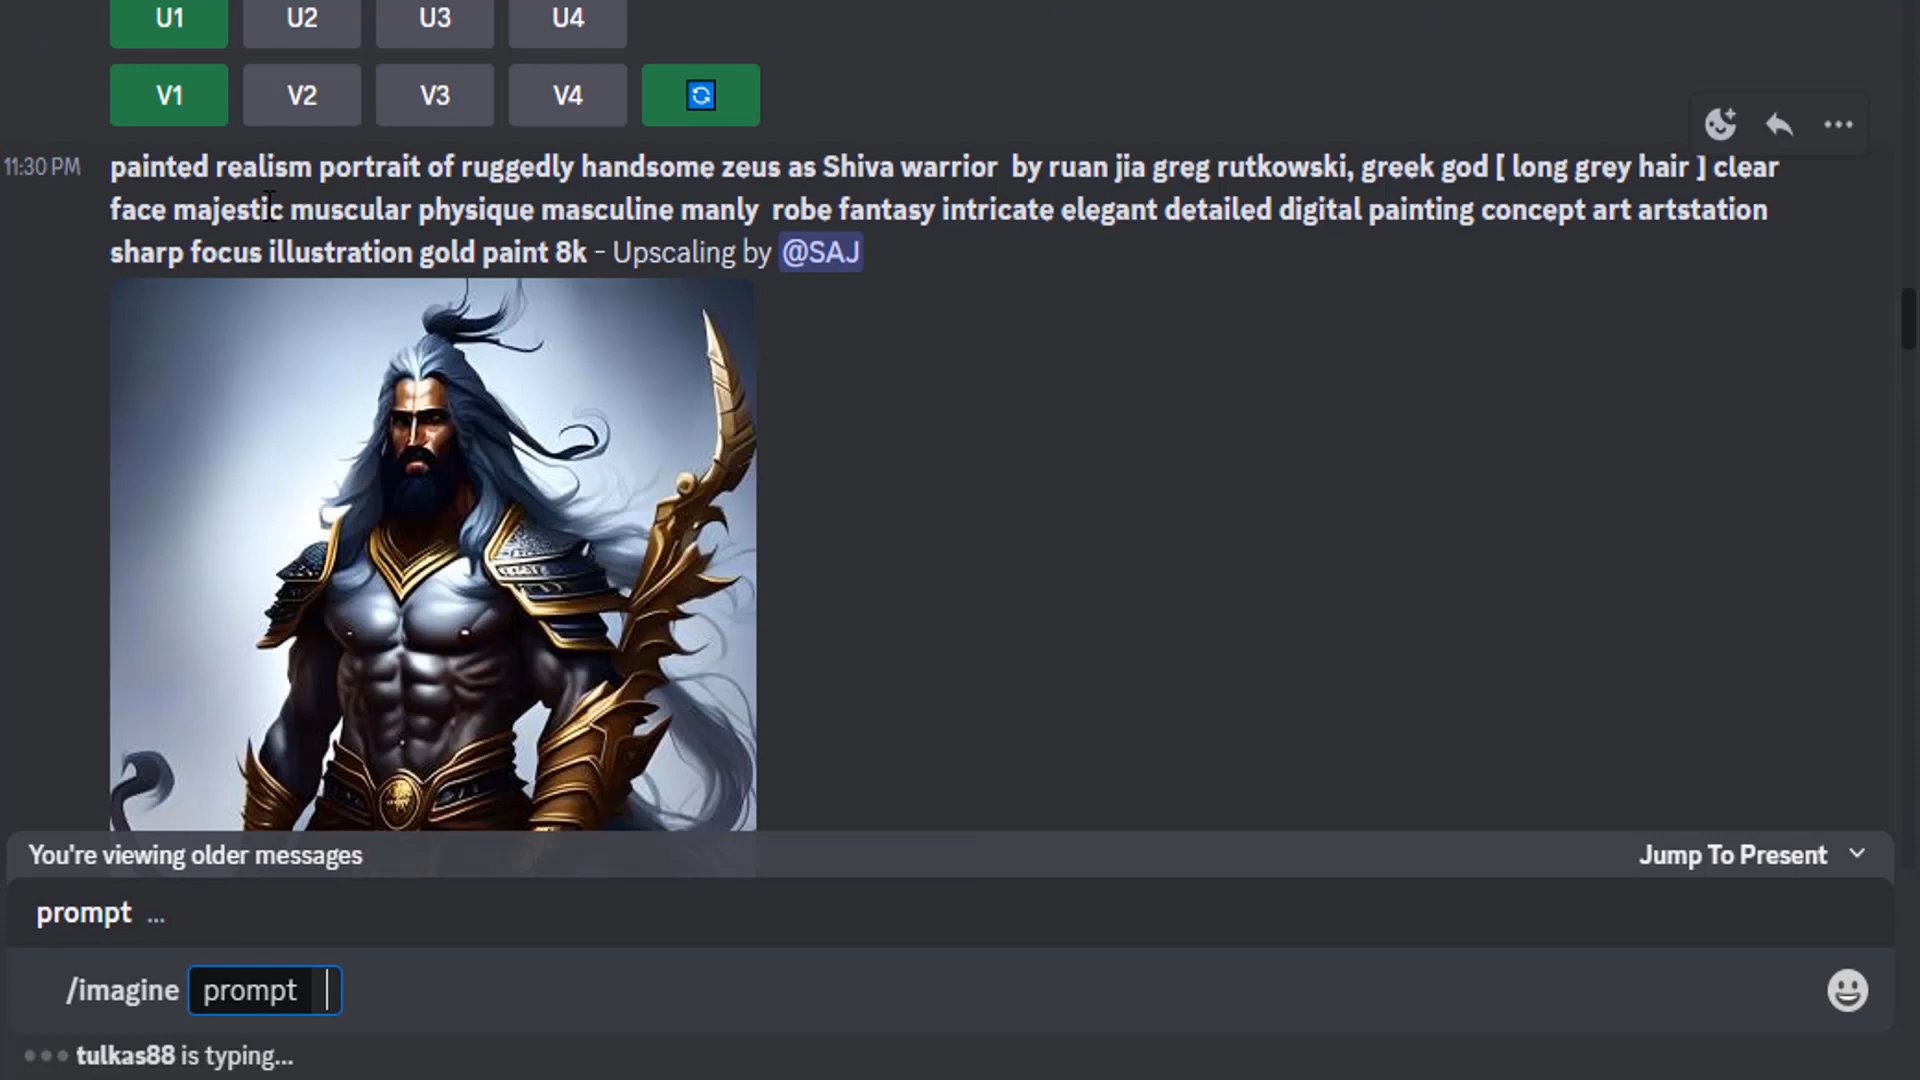 U1 U2 U3 U4
V1 V2 V3 V4
11:30 PM painted realism portrait of ruggedly handsome zeus as Shiva warrior by ruan jia greg rutkowski, greek god [ long grey hair ] clear
face majestic muscular physique masculine manly robe fantasy intricate elegant detailed digital painting concept art artstation
sharp focus illustration gold paint 8k - Upscaling by @SAJ
You're viewing older messages Jump To Present
prompt ...
/imagine prompt
tulkas88 is typing...